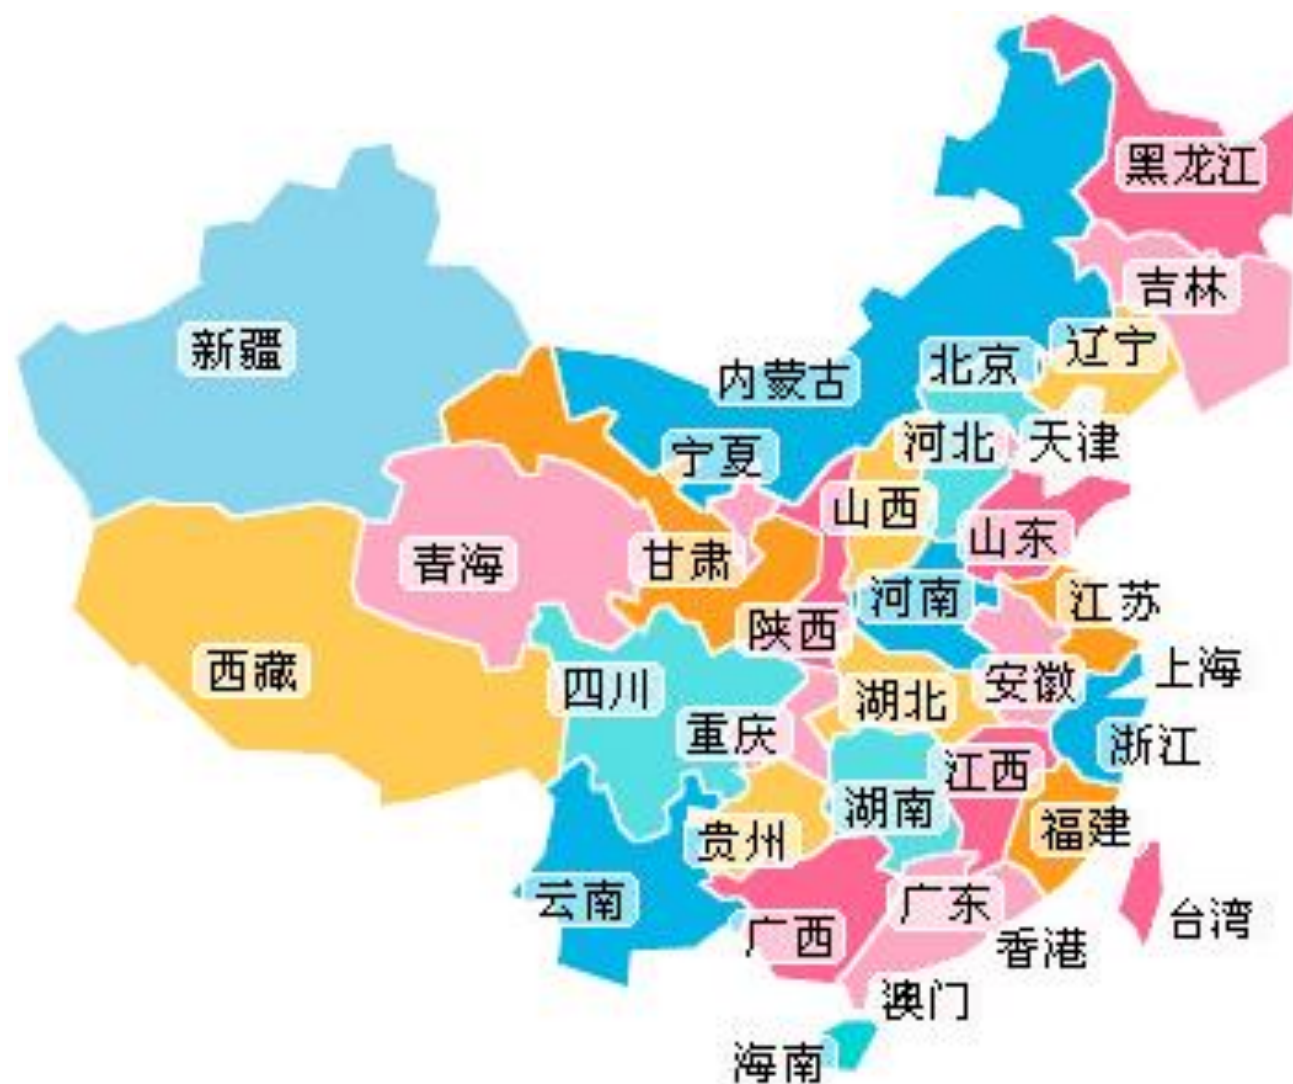 黑龙江
吉林
辽宁
新疆
内蒙古
北京
宁夏
河北
天津
山西
山东
青海
甘肃
河南
江苏
陕西
西藏
四川
湖北
安徽
上海
重庆
江西
浙江
贵州
湖南
福建
云南
广西
广东
香港
台湾
澳门
海南